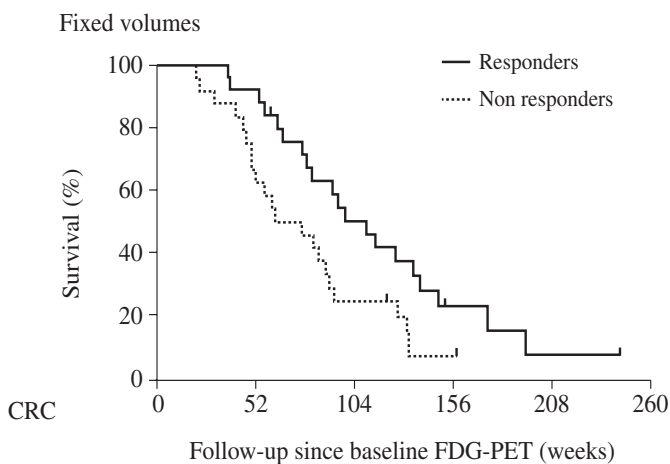 Fixed volumes
100
80
60
40
20
0
Survival (%)
Responders
Non responders
0 52 104 156 208 260
CRC
Follow-up since baseline FDG-PET (weeks)